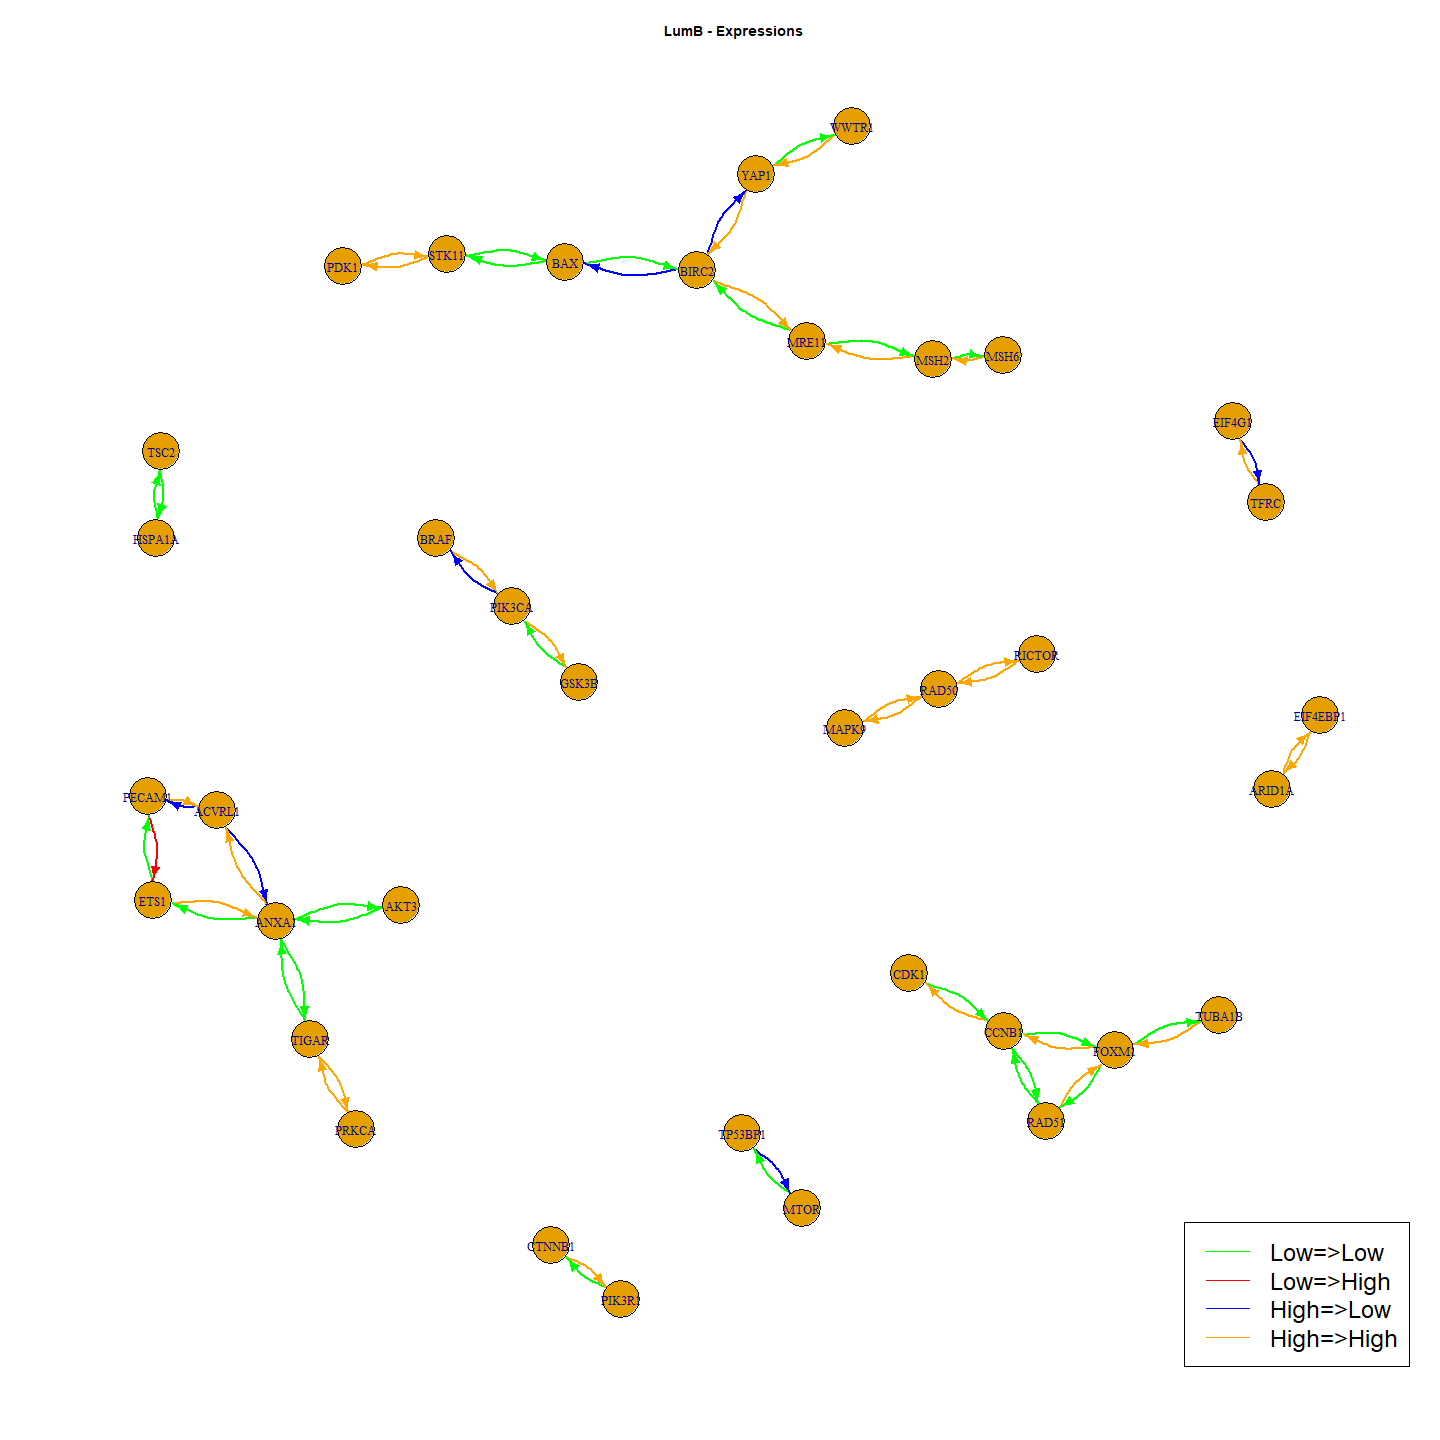 LumB - Expressions
WWTR1
YAP1
STK11
BAX
PDK1
BIRC2
MRE11
MSH2
MSH6
EIF4G1
TSC2
TFRC
HSPA1A
BRAF
PIK3CA
RICTOR
GSK3B
RAD50
EIF4EBP1
MAPK9
ARID1A
PECAM1
ACVRL1
ETS1
AKT3
ANXA1
CDK1
TUBA1B
CCNB1
TIGAR
FOXM1
RAD51
PRKCA
TP53BP1
MTOR
CTNNB1
PIK3R1
Low=>Low
Low=>High
High=>Low
High=>High